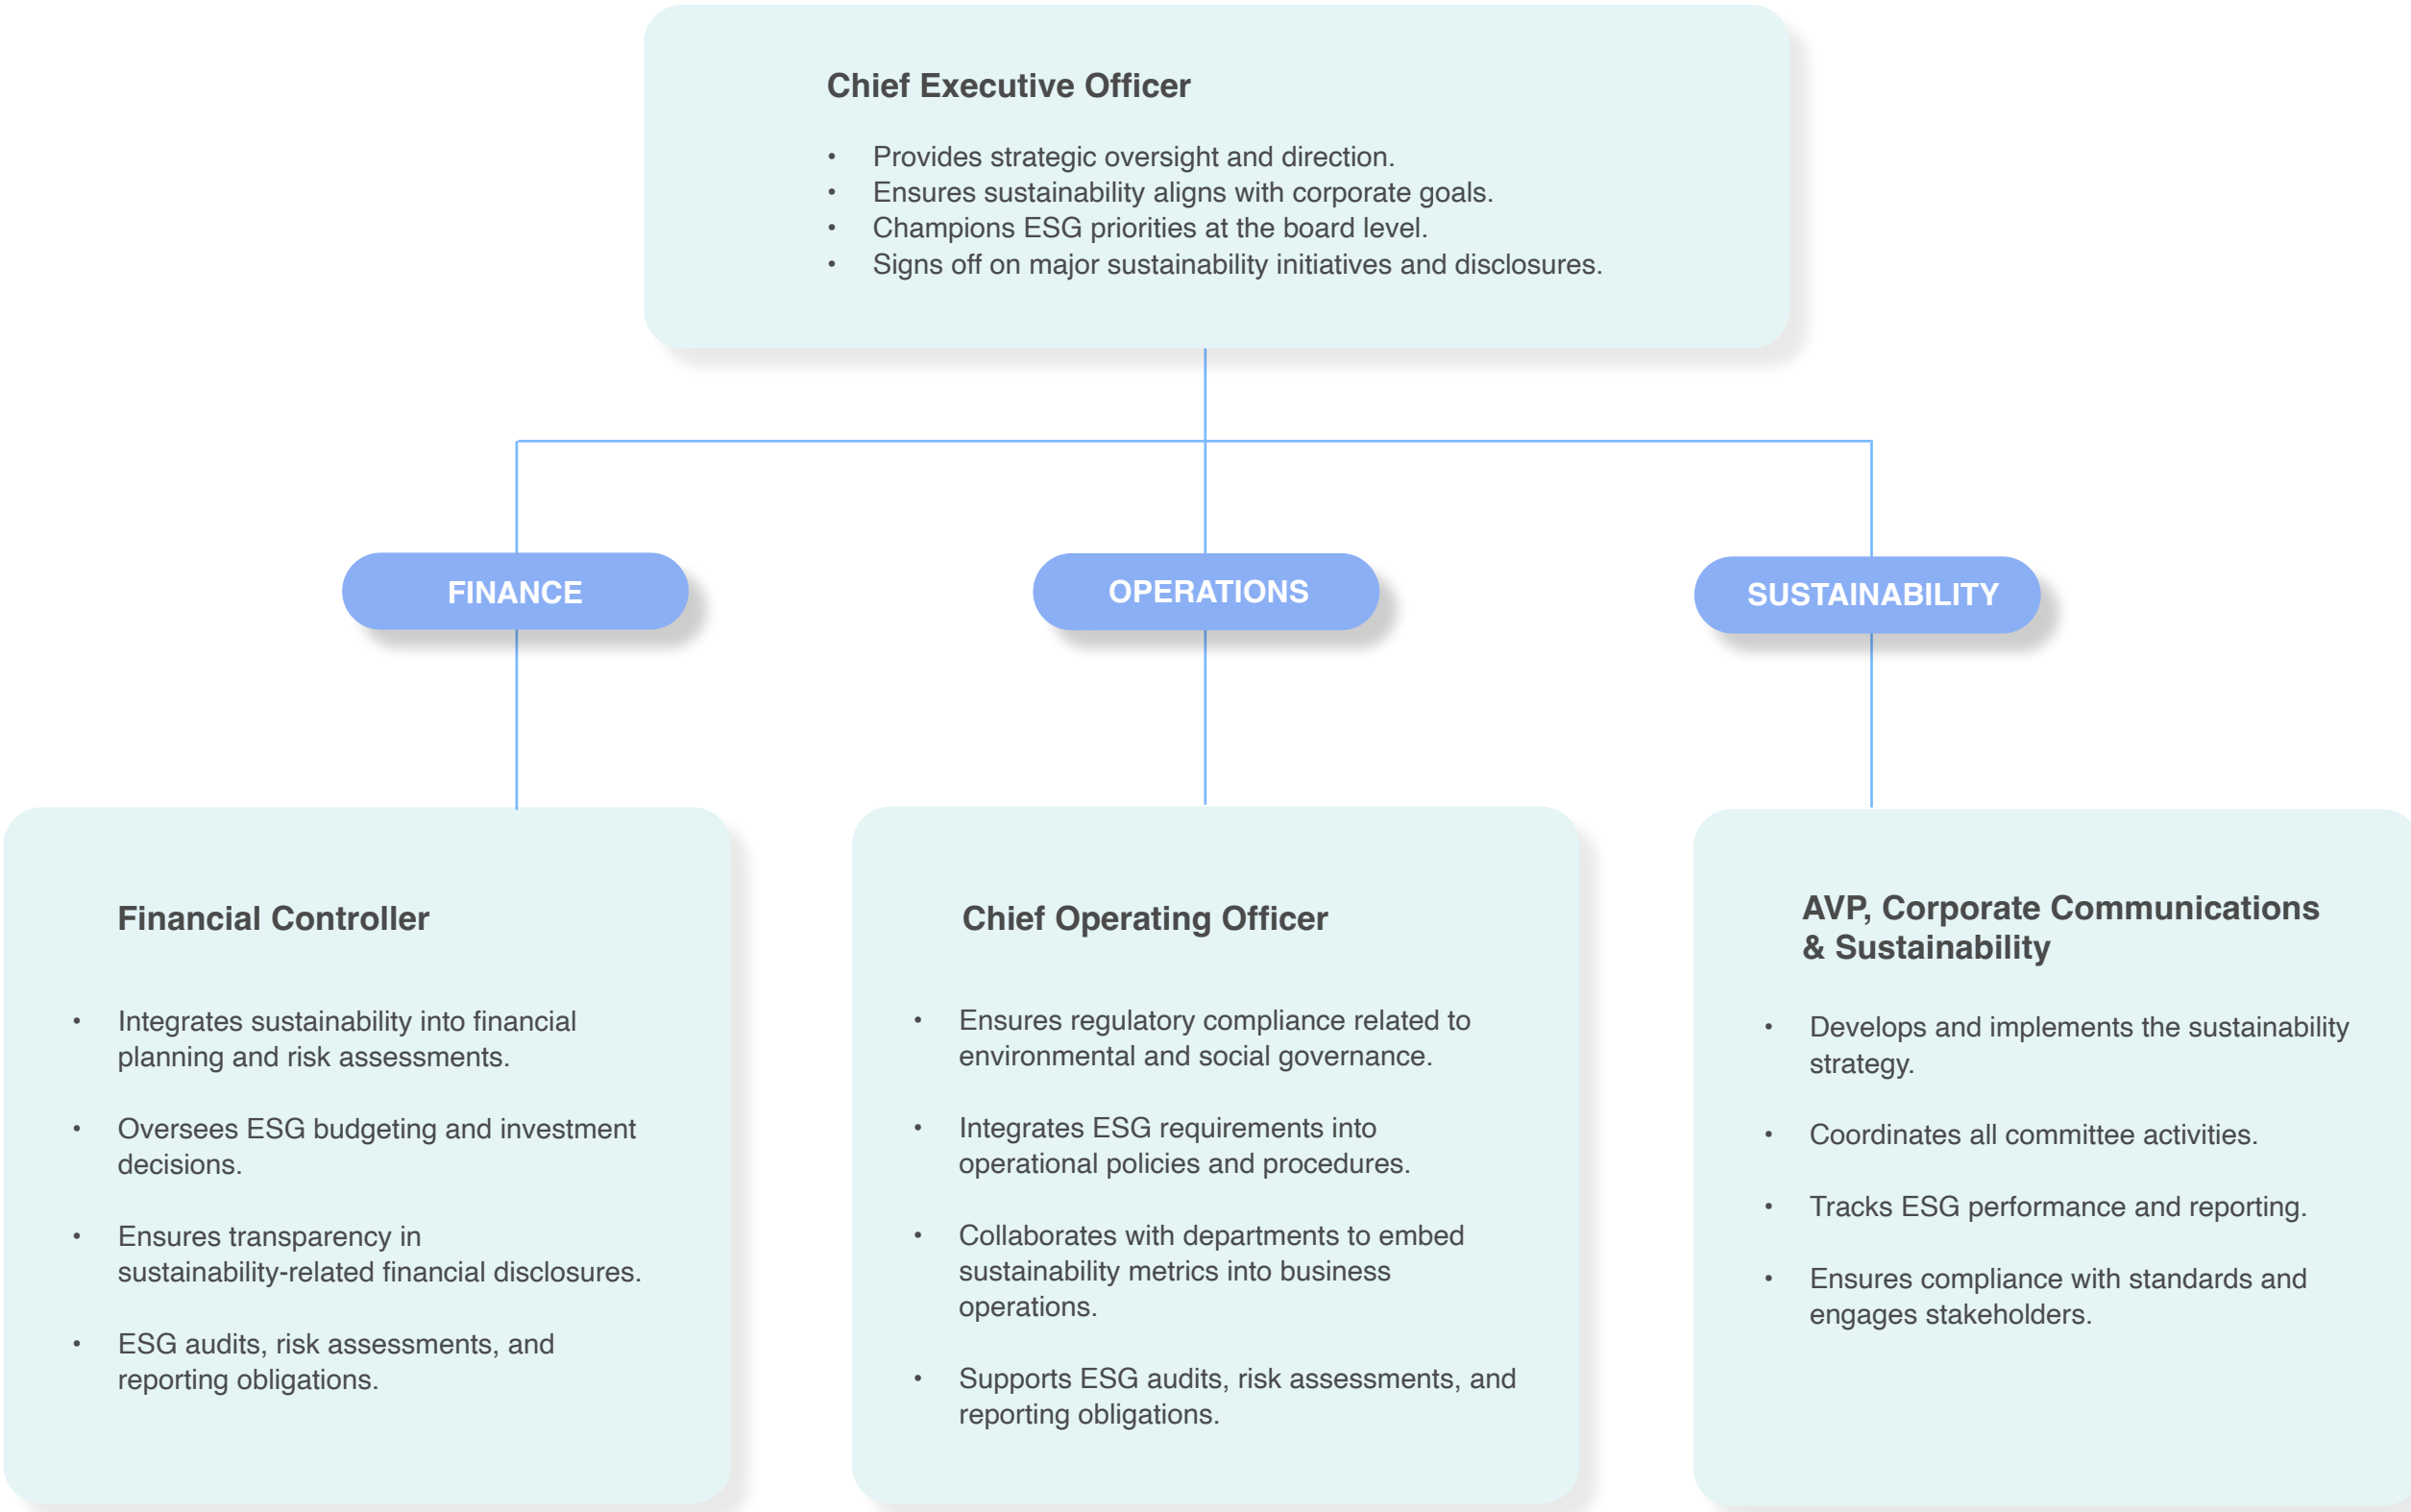 Chief Executive Officer
• Provides strategic oversight and direction.
• Ensures sustainability aligns with corporate goals.
• Champions ESG priorities at the board level.
• Signs off on major sustainability initiatives and disclosures.
FINANCE
OPERATIONS
SUSTAINABILITY
Financial Controller
• Integrates sustainability into financial
planning and risk assessments.
• Oversees ESG budgeting and investment
decisions.
• Ensures transparency in
sustainability-related financial disclosures.
• ESG audits, risk assessments, and
reporting obligations.
Chief Operating Officer
• Ensures regulatory compliance related to
environmental and social governance.
• Integrates ESG requirements into
operational policies and procedures.
• Collaborates with departments to embed
sustainability metrics into business
operations.
• Supports ESG audits, risk assessments, and
reporting obligations.
AVP, Corporate Communications
& Sustainability
• Develops and implements the sustainability
strategy.
• Coordinates all committee activities.
• Tracks ESG performance and reporting.
• Ensures compliance with standards and
engages stakeholders.